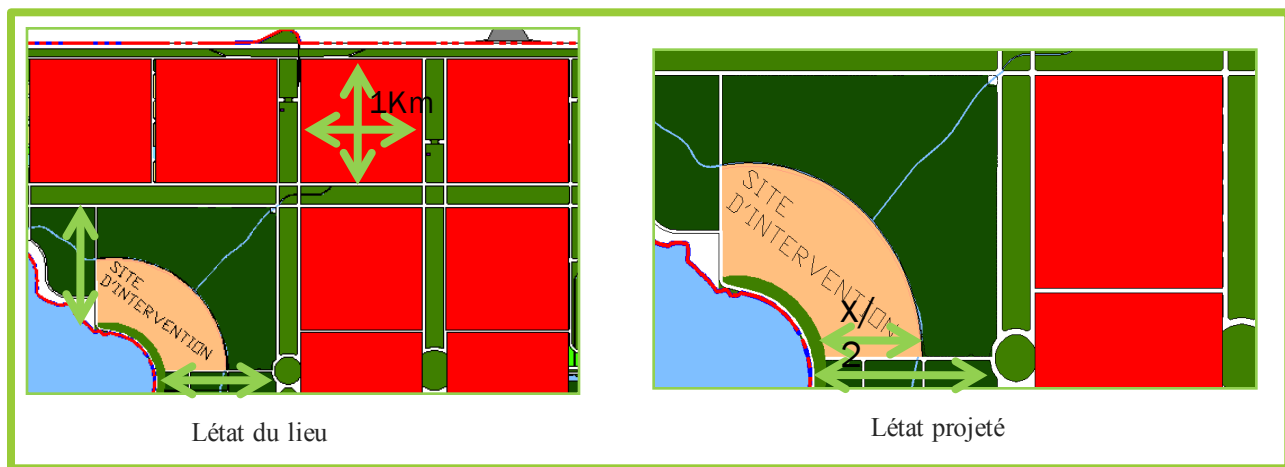 1Km
SITE
D'INTERVENTION
Létat du lieu
SITE
D'INTERVENTION
X/
2
Létat projeté